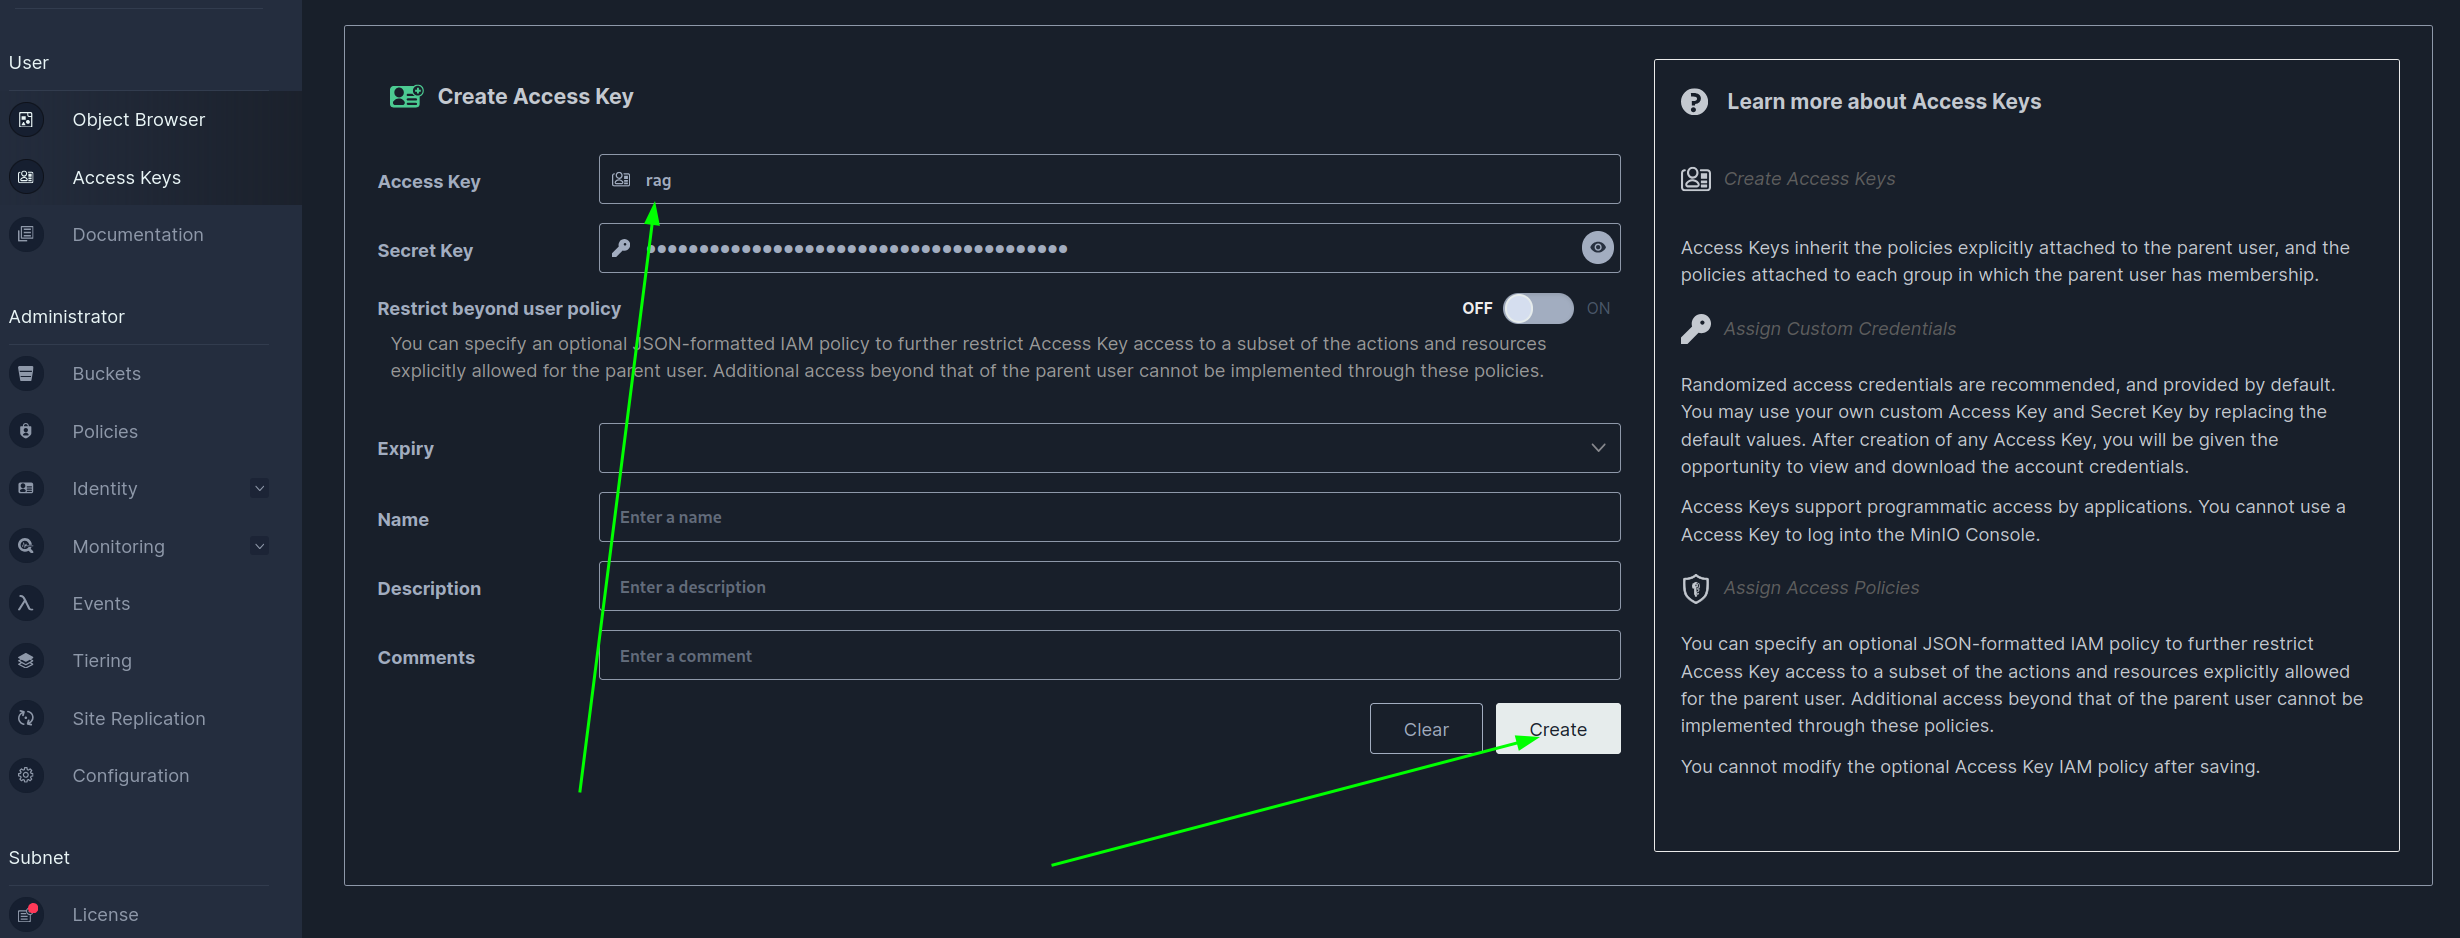 User
Object Browser
Access Keys
Documentation
Administrator
Buckets
Policies
Identity
Monitoring
Events
Tiering
Site Replication
Configuration
Subnet
License
Create Access Key
Access Key
rag
Secret Key
••••••••••••••••••••••••••••••••••••••••
Restrict beyond user policy
OFF ON
You can specify an optional JSON-formatted IAM policy to further restrict Access Key access to a subset of the actions and resources
explicitly allowed for the parent user. Additional access beyond that of the parent user cannot be implemented through these policies.
Expiry
Name
Enter a name
Description
Enter a description
Comments
Enter a comment
Clear
Create
Learn more about Access Keys
Create Access Keys
Access Keys inherit the policies explicitly attached to the parent user, and the
policies attached to each group in which the parent user has membership.
Assign Custom Credentials
Randomized access credentials are recommended, and provided by default.
You may use your own custom Access Key and Secret Key by replacing the
default values. After creation of any Access Key, you will be given the
opportunity to view and download the account credentials.
Access Keys support programmatic access by applications. You cannot use a
Access Key to log into the MinIO Console.
Assign Access Policies
You can specify an optional JSON-formatted IAM policy to further restrict
Access Key access to a subset of the actions and resources explicitly allowed
for the parent user. Additional access beyond that of the parent user cannot be
implemented through these policies.
You cannot modify the optional Access Key IAM policy after saving.